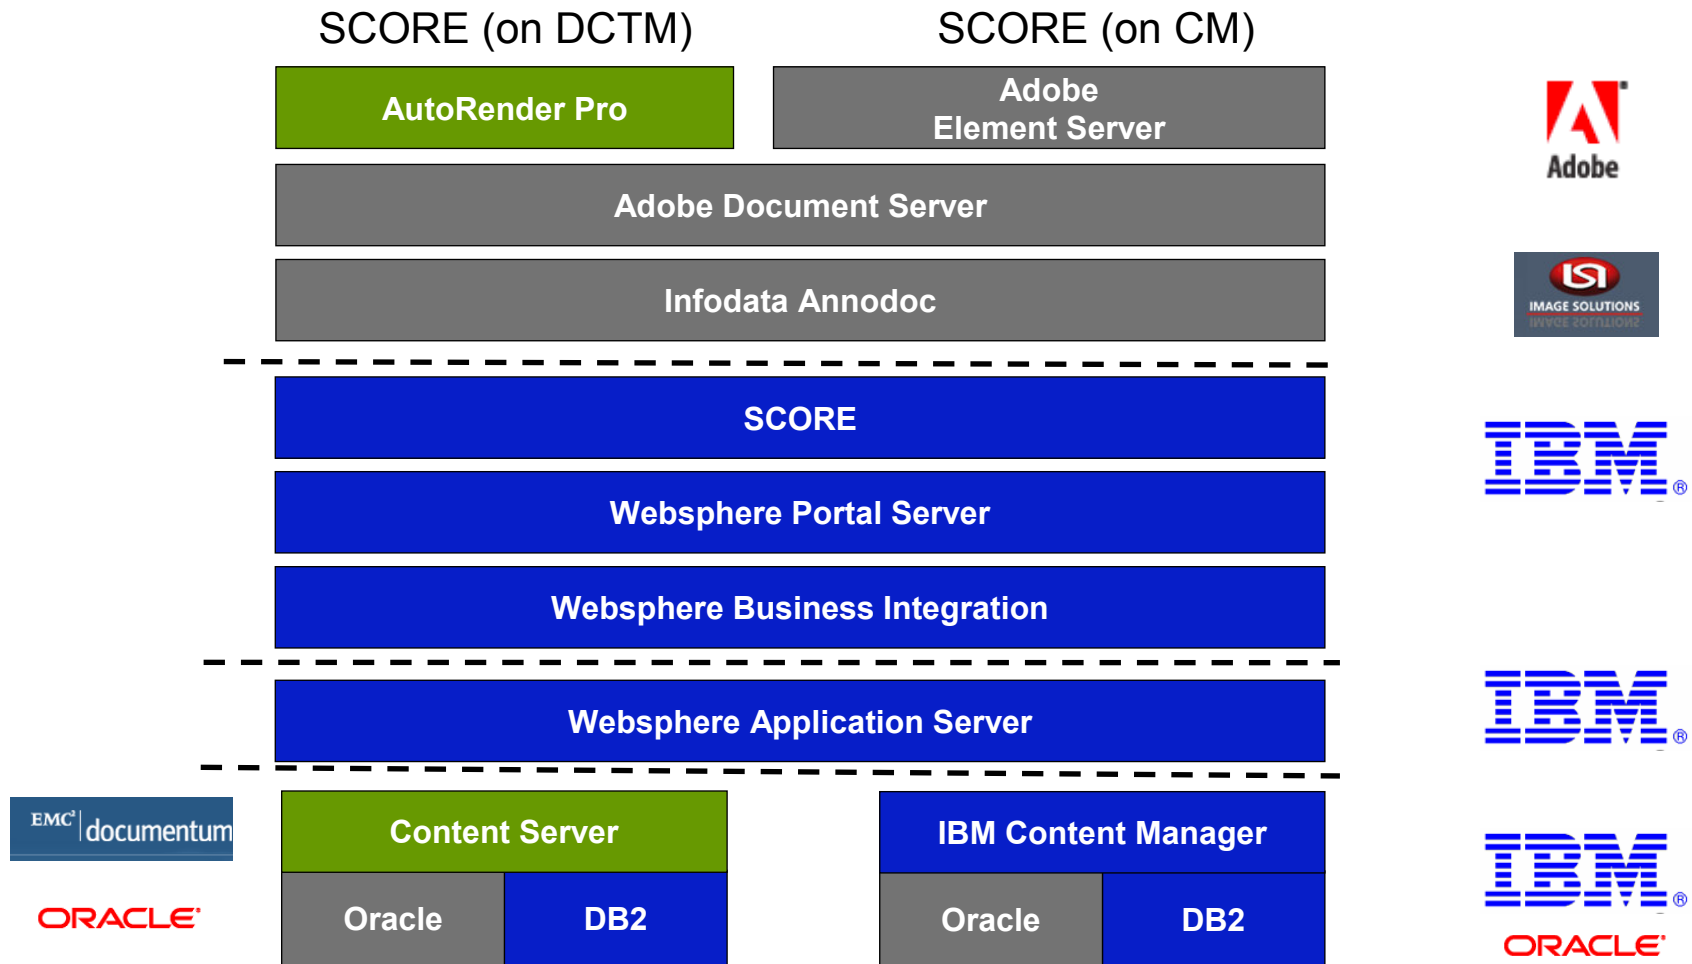 SCORE (on DCTM)
SCORE (on CM)
AutoRender Pro
Adobe
Element Server
Adobe
Adobe Document Server
Infodata Annodoc
ISI
IMAGE SOLUTIONS
SCORE
IBM®
Websphere Portal Server
Websphere Business Integration
Websphere Application Server
IBM®
EMC² documentum
Content Server
IBM Content Manager
IBM®
ORACLE®
Oracle
DB2
Oracle
DB2
ORACLE®